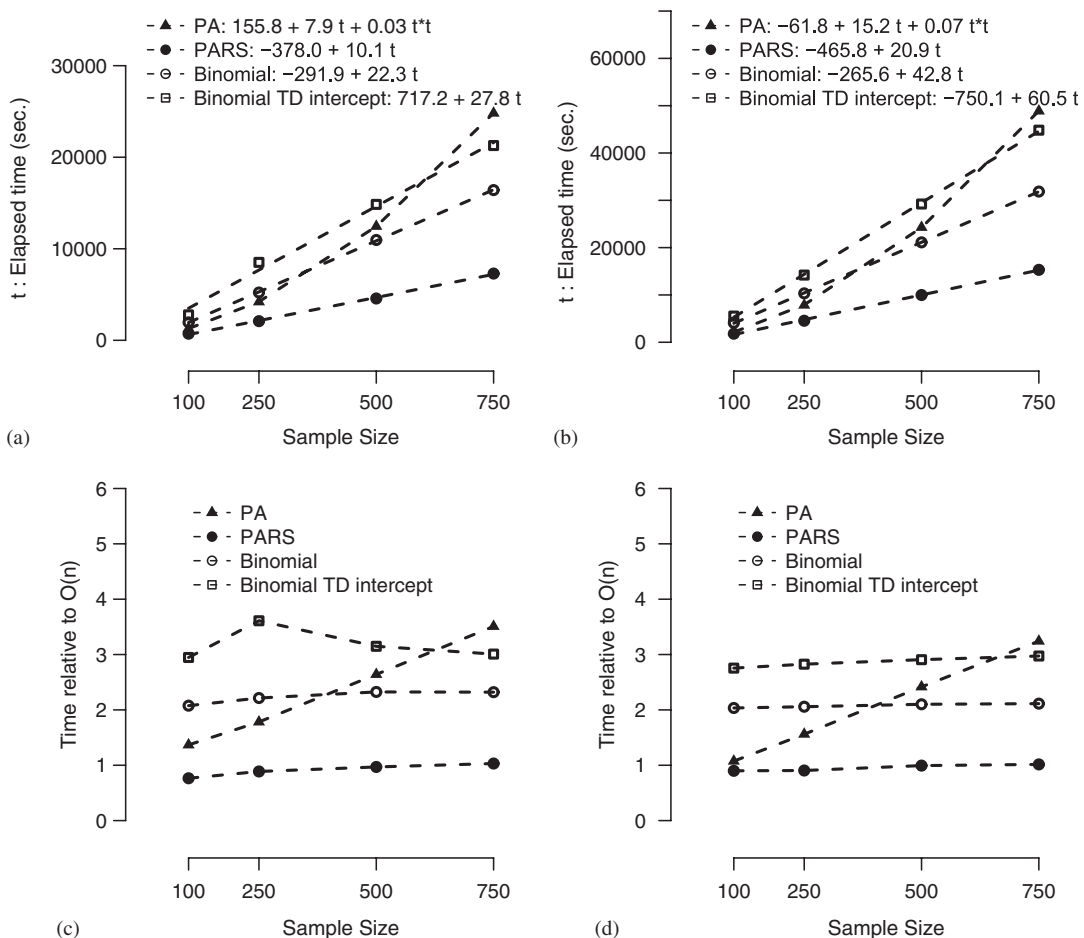 PA: 155.8 + 7.9 t + 0.03 t*t
PARS: −378.0 + 10.1 t
Binomial: −291.9 + 22.3 t
Binomial TD intercept: 717.2 + 27.8 t
30000
20000
10000
0
t : Elapsed time (sec.)
100 250 500 750
Sample Size
(a)
PA: −61.8 + 15.2 t + 0.07 t*t
PARS: −465.8 + 20.9 t
Binomial: −265.6 + 42.8 t
Binomial TD intercept: −750.1 + 60.5 t
60000
40000
20000
0
t : Elapsed time (sec.)
100 250 500 750
Sample Size
(b)
PA
PARS
Binomial
Binomial TD intercept
6
5
4
3
2
1
0
Time relative to O(n)
100 250 500 750
Sample Size
(c)
PA
PARS
Binomial
Binomial TD intercept
6
5
4
3
2
1
0
Time relative to O(n)
100 250 500 750
Sample Size
(d)